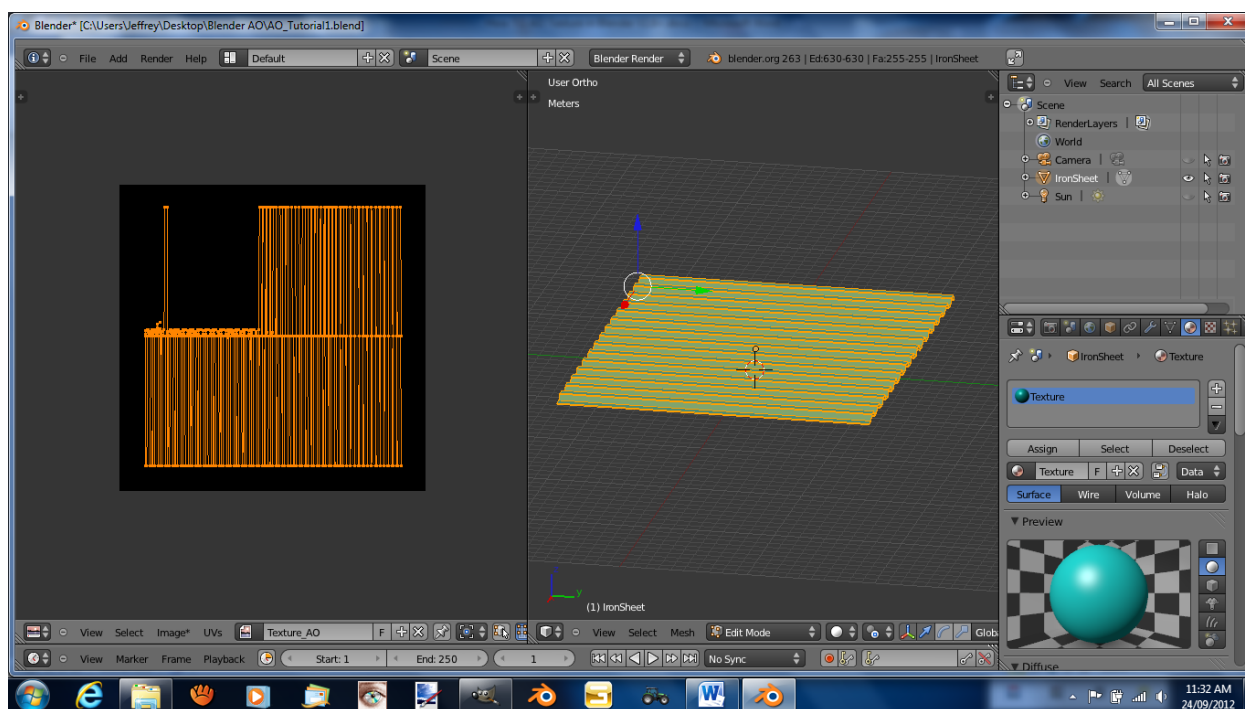 Blender* [C:\Users\Jeffrey\Desktop\Blender AO\AO_Tutorial1.blend]
File Add Render Help Default Scene Blender Render blender.org 263 | Ed:630-630 | Fa:255-255 | IronSheet
User Ortho
Meters
(1) IronSheet
y
View Search All Scenes
Scene
RenderLayers |
World
Camera |
IronSheet |
Sun |
IronSheet Texture
Texture
Assign Select Deselect
Texture F Data
Surface Wire Volume Halo
Preview
Diffuse
View Select Image* UVs Texture_AO F View Select Mesh Edit Mode Glob
View Marker Frame Playback Start: 1 End: 250 1 No Sync
11:32 AM
24/09/2012